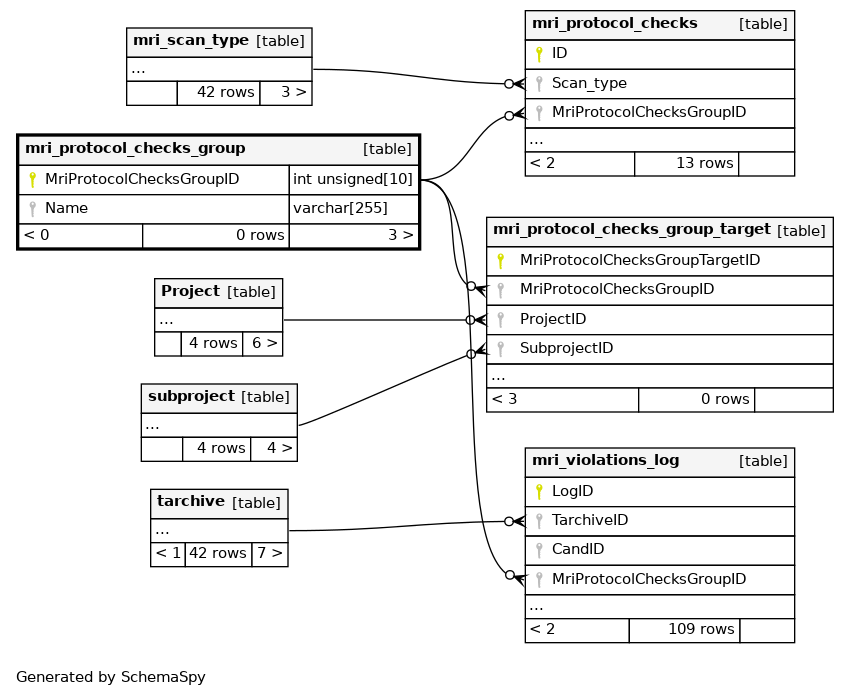 mri_scan_type [table]
...
42 rows 3 >
mri_protocol_checks_group [table]
MriProtocolChecksGroupID int unsigned[10]
Name varchar[255]
< 0 0 rows 3 >
Project [table]
...
4 rows 6 >
subproject [table]
...
4 rows 4 >
tarchive [table]
...
< 1 42 rows 7 >
mri_protocol_checks [table]
ID
Scan_type
MriProtocolChecksGroupID
...
< 2 13 rows
mri_protocol_checks_group_target [table]
MriProtocolChecksGroupTargetID
MriProtocolChecksGroupID
ProjectID
SubprojectID
...
< 3 0 rows
mri_violations_log [table]
LogID
TarchiveID
CandID
MriProtocolChecksGroupID
...
< 2 109 rows
Generated by SchemaSpy